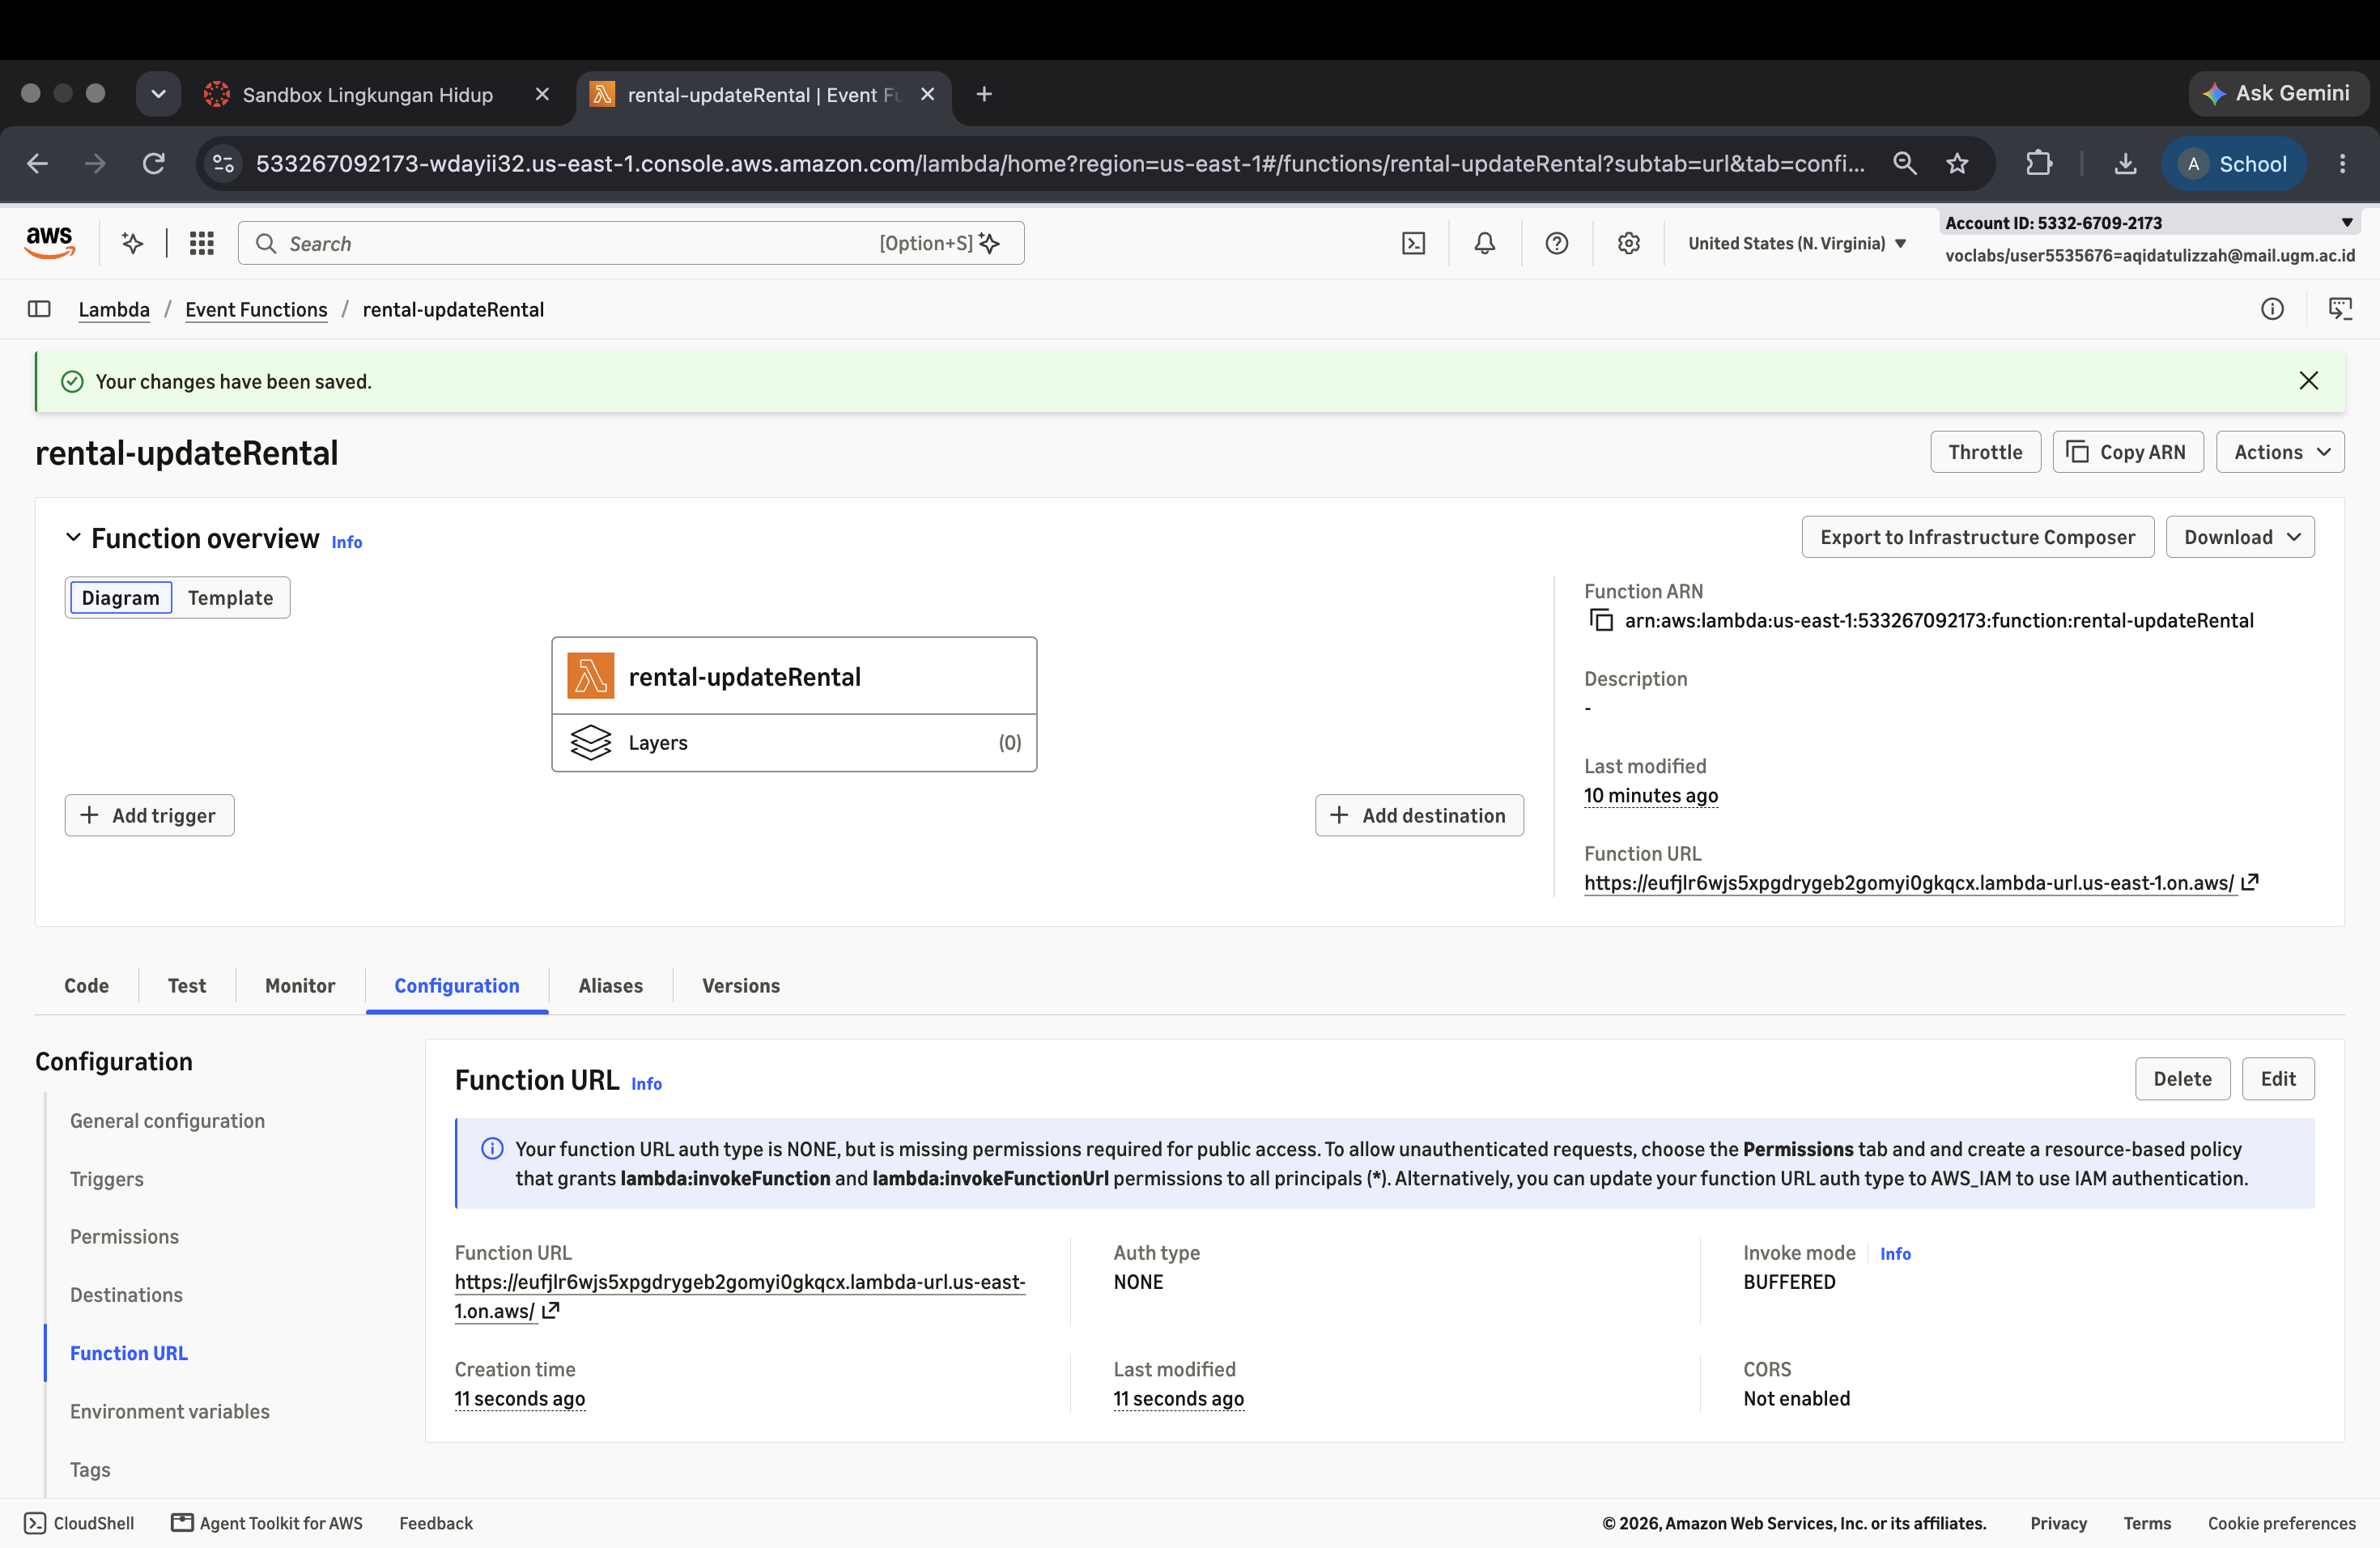 Sandbox Lingkungan Hidup
rental-updateRental | Event Fu
Ask Gemini
533267092173-wdayii32.us-east-1.console.aws.amazon.com/lambda/home?region=us-east-1#/functions/rental-updateRental?subtab=url&tab=confi...
A School
aws
Search [Option+S]
United States (N. Virginia)
Account ID: 5332-6709-2173
voclabs/user5535676=aqidatulizzah@mail.ugm.ac.id
Lambda / Event Functions / rental-updateRental
Your changes have been saved.
rental-updateRental
Throttle
Copy ARN
Actions
Function overview Info
Export to Infrastructure Composer
Download
Diagram
Template
rental-updateRental
Layers (0)
Add trigger
Add destination
Function ARN
arn:aws:lambda:us-east-1:533267092173:function:rental-updateRental
Description
-
Last modified
10 minutes ago
Function URL
https://eufjlr6wjs5xpgdrygeb2gomyi0gkqcx.lambda-url.us-east-1.on.aws/
Code
Test
Monitor
Configuration
Aliases
Versions
Configuration
General configuration
Triggers
Permissions
Destinations
Function URL
Environment variables
Tags
Function URL Info
Delete
Edit
Your function URL auth type is NONE, but is missing permissions required for public access. To allow unauthenticated requests, choose the Permissions tab and and create a resource-based policy
that grants lambda:invokeFunction and lambda:invokeFunctionUrl permissions to all principals (*). Alternatively, you can update your function URL auth type to AWS_IAM to use IAM authentication.
Function URL
https://eufjlr6wjs5xpgdrygeb2gomyi0gkqcx.lambda-url.us-east-
1.on.aws/
Auth type
NONE
Invoke mode Info
BUFFERED
Creation time
11 seconds ago
Last modified
11 seconds ago
CORS
Not enabled
CloudShell
Agent Toolkit for AWS
Feedback
© 2026, Amazon Web Services, Inc. or its affiliates.
Privacy
Terms
Cookie preferences